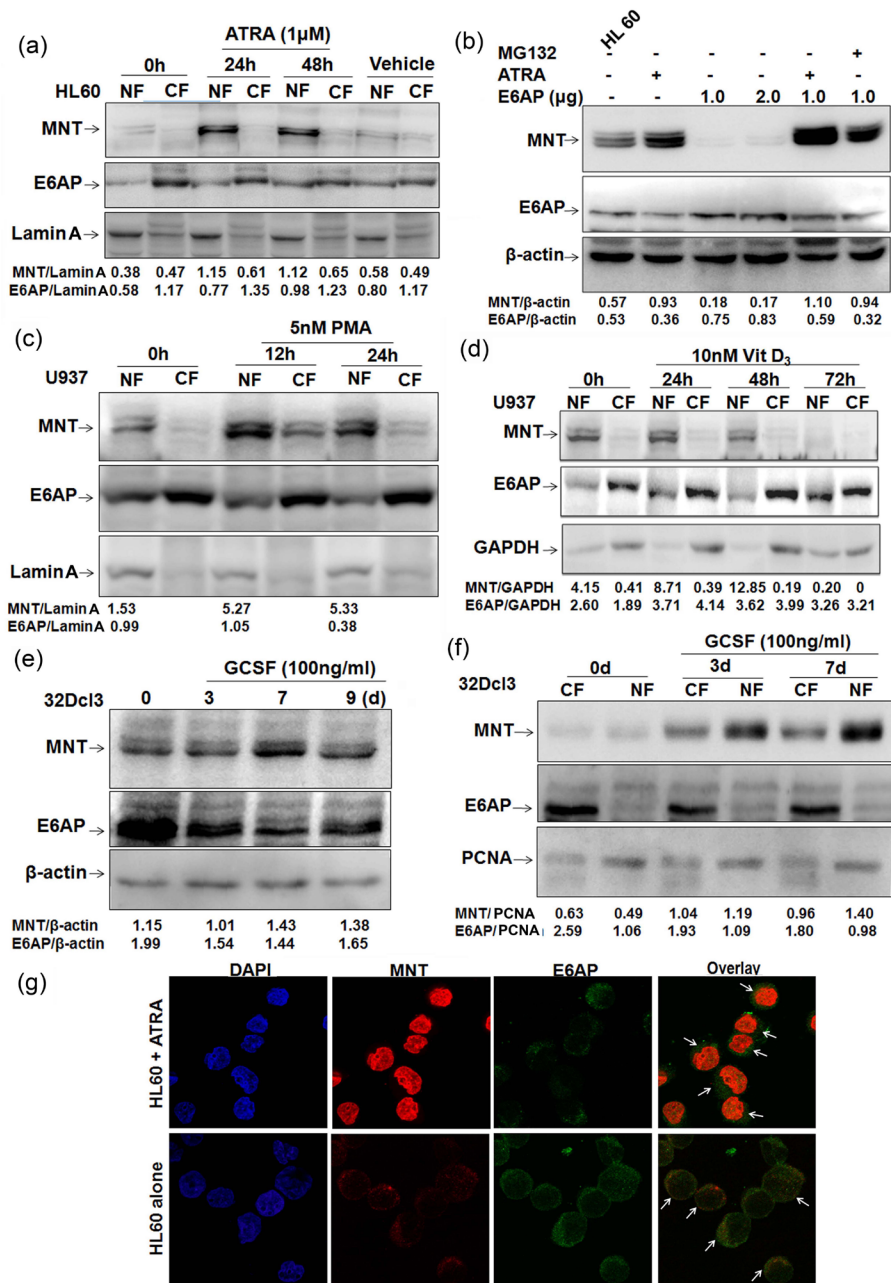 (a)
ATRA (1μM)
0h 24h 48h Vehicle
HL60 NF CF NF CF NF CF NF CF
MNT
E6AP
Lamin A
MNT/Lamin A 0.38 0.47 1.15 0.61 1.12 0.65 0.58 0.49
E6AP/Lamin A 0.58 1.17 0.77 1.35 0.98 1.23 0.80 1.17
(b)
HL 60
MG132 - - - - - +
ATRA - + - - + -
E6AP (μg) - - 1.0 2.0 1.0 1.0
MNT
E6AP
β-actin
MNT/β-actin 0.57 0.93 0.18 0.17 1.10 0.94
E6AP/β-actin 0.53 0.36 0.75 0.83 0.59 0.32
(c)
5nM PMA
0h 12h 24h
U937 NF CF NF CF NF CF
MNT
E6AP
Lamin A
MNT/Lamin A 1.53 5.27 5.33
E6AP/Lamin A 0.99 1.05 0.38
(d)
10nM Vit D3
0h 24h 48h 72h
U937 NF CF NF CF NF CF NF CF
MNT
E6AP
GAPDH
MNT/GAPDH 4.15 0.41 8.71 0.39 12.85 0.19 0.20 0
E6AP/GAPDH 2.60 1.89 3.71 4.14 3.62 3.99 3.26 3.21
(e)
GCSF (100ng/ml)
32Dcl3 0 3 7 9 (d)
MNT
E6AP
β-actin
MNT/β-actin 1.15 1.01 1.43 1.38
E6AP/β-actin 1.99 1.54 1.44 1.65
(f)
GCSF (100ng/ml)
0d 3d 7d
32Dcl3 CF NF CF NF CF NF
MNT
E6AP
PCNA
MNT/PCNA 0.63 0.49 1.04 1.19 0.96 1.40
E6AP/PCNA 2.59 1.06 1.93 1.09 1.80 0.98
(g)
DAPI MNT E6AP Overlay
HL60 + ATRA
HL60 alone